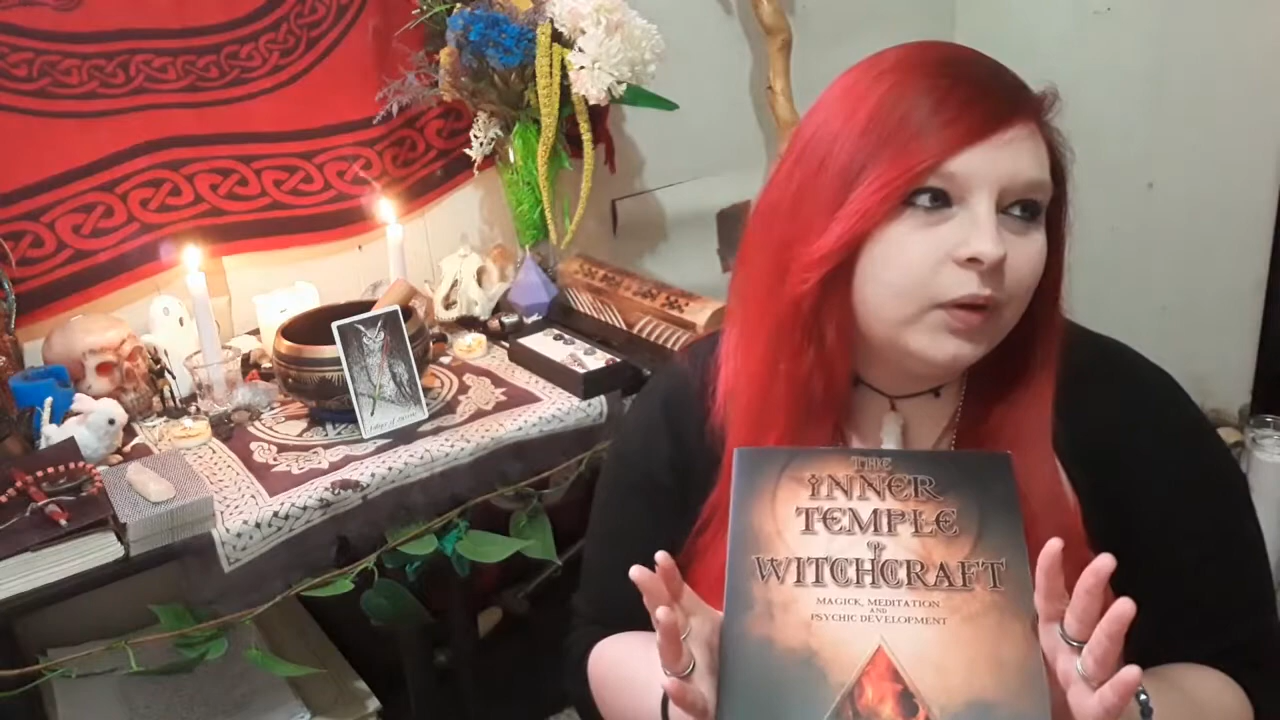 THE
INNER
TEMPLE
of
WITCHCRAFT
MAGICK, MEDITATION
AND
PSYCHIC DEVELOPMENT